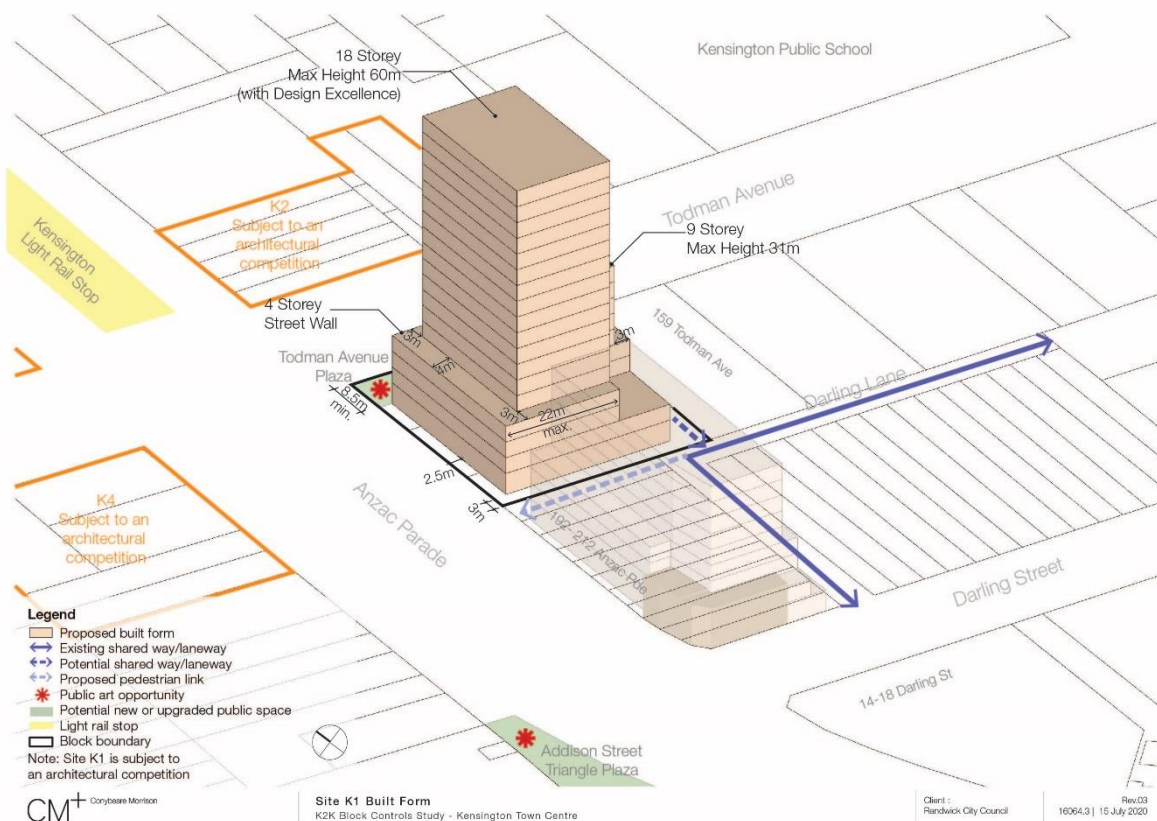 Kensington Public School
18 Storey
Max Height 60m
(with Design Excellence)
Todman Avenue
K2
Subject to an
architectural
competition
Kensington
Light Rail Stop
9 Storey
Max Height 31m
4 Storey
Street Wall
3m
4m
3m
159 Todman Ave
Todman Avenue
Plaza
8.5m
min.
3m
22m
max.
Darling Lane
2.5m
3m
K4
Subject to an
architectural
competition
Anzac Parade
192- 212 Anzac Pde
Darling Street
14-18 Darling St
Addison Street
Triangle Plaza
Legend
Proposed built form
Existing shared way/laneway
Potential shared way/laneway
Proposed pedestrian link
Public art opportunity
Potential new or upgraded public space
Light rail stop
Block boundary
Note: Site K1 is subject to
an architectural competition
CM+ Conybeare Morrison
Site K1 Built Form
K2K Block Controls Study - Kensington Town Centre
Client :
Randwick City Council
Rev.03
16064.3 | 15 July 2020